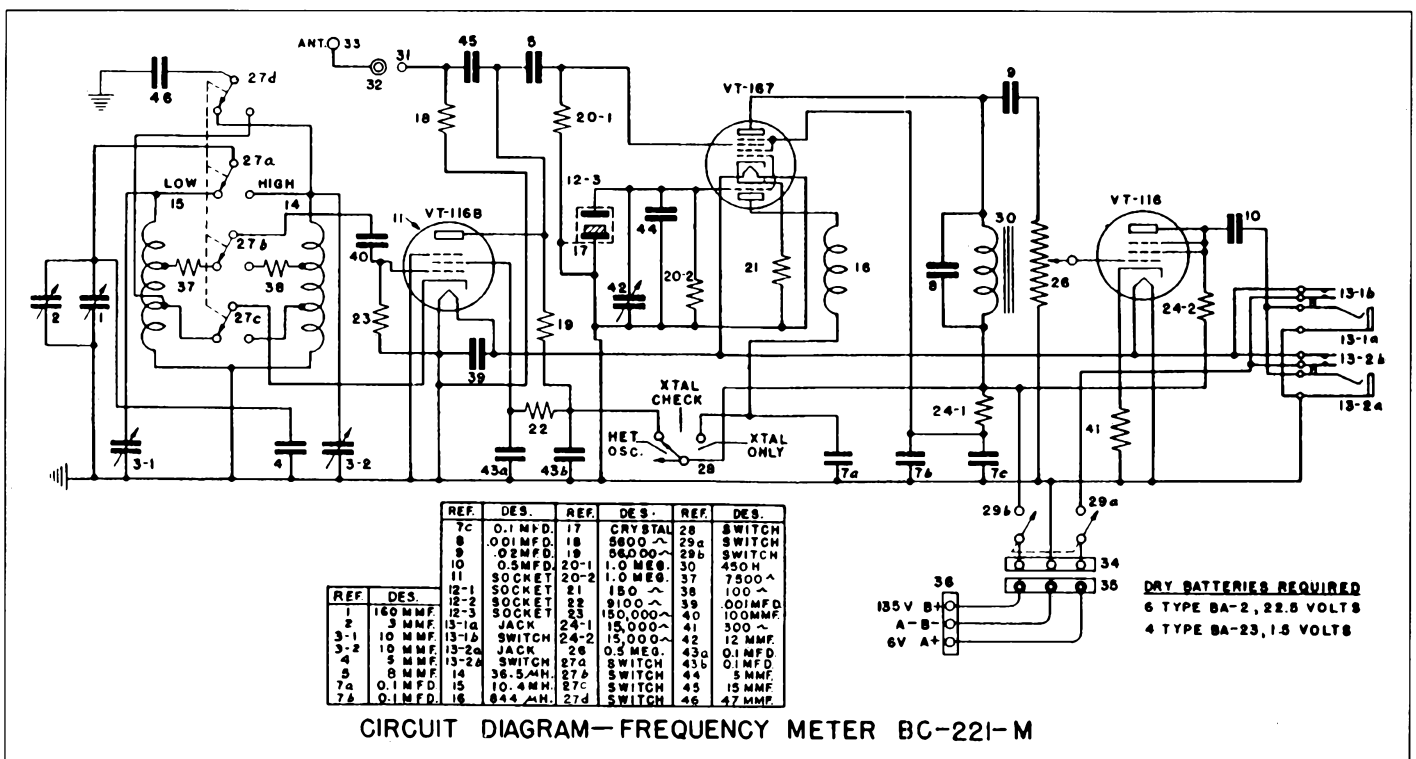 ANT. 33
32
31
45
5
46
27d
18
20-1
VT-167
9
27a
LOW
HIGH
15
14
12-3
17
11
VT-116B
VT-116
30
10
27b
40
44
42
20-2
21
16
8
26
37
38
23
19
24-2
2
1
27c
39
13-1b
13-1a
13-2b
13-2a
XTAL
CHECK
22
HET
OSC.
XTAL
ONLY
28
24-1
41
3-1
4
3-2
43a
43b
7a
7b
7c
29b
29a
34
35
36
135V B+
A-B-
6V A+
DRY BATTERIES REQUIRED
6 TYPE BA-2, 22.5 VOLTS
4 TYPE BA-23, 1.5 VOLTS
REF. DES.
1 160 MMF.
2 3 MMF.
3-1 10 MMF.
3-2 10 MMF.
4 5 MMF.
5 8 MMF.
7a 0.1 MFD.
7b 0.1 MFD.
REF. DES. REF. DES. REF. DES.
7c 0.1 MFD. 17 CRYSTAL 28 SWITCH
8 .001 MFD. 18 5600 ~ 29a SWITCH
9 .02 MFD. 19 56,000 ~ 29b SWITCH
10 0.5 MFD. 20-1 1.0 MEG. 30 450 H
11 SOCKET 20-2 1.0 MEG. 37 7500 ~
12-1 SOCKET 21 150 ~ 38 100 ~
12-2 SOCKET 22 9100 ~ 39 .001 MFD.
12-3 SOCKET 23 150,000 ~ 40 100 MMF.
13-1a JACK 24-1 15,000 ~ 41 300 ~
13-1b SWITCH 24-2 15,000 ~ 42 12 MMF.
13-2a JACK 26 0.5 MEG. 43a 0.1 MFD.
13-2b SWITCH 27a SWITCH 43b 0.1 MFD.
14 36.5 μH. 27b SWITCH 44 5 MMF.
15 10.4 MH. 27c SWITCH 45 15 MMF.
16 844 μH. 27d SWITCH 46 47 MMF.
CIRCUIT DIAGRAM—FREQUENCY METER BC-221-M